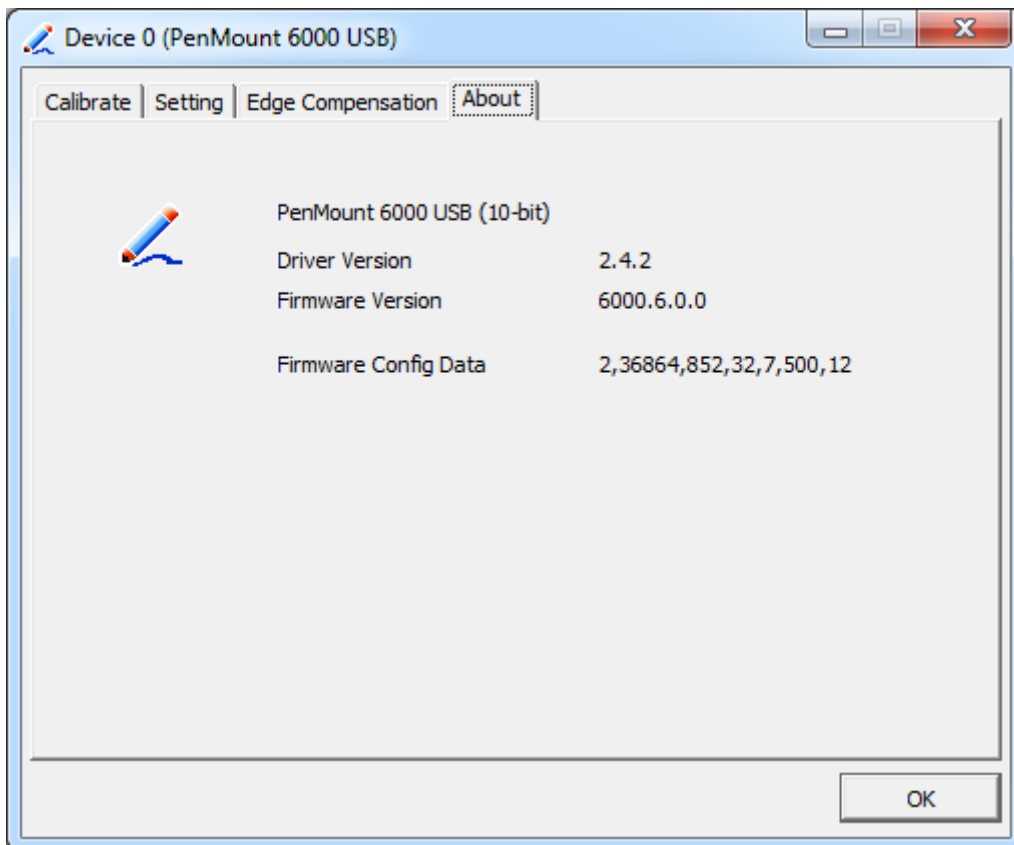 Device 0 (PenMount 6000 USB)
Calibrate Setting Edge Compensation About
PenMount 6000 USB (10-bit)
Driver Version 2.4.2
Firmware Version 6000.6.0.0
Firmware Config Data 2,36864,852,32,7,500,12
OK